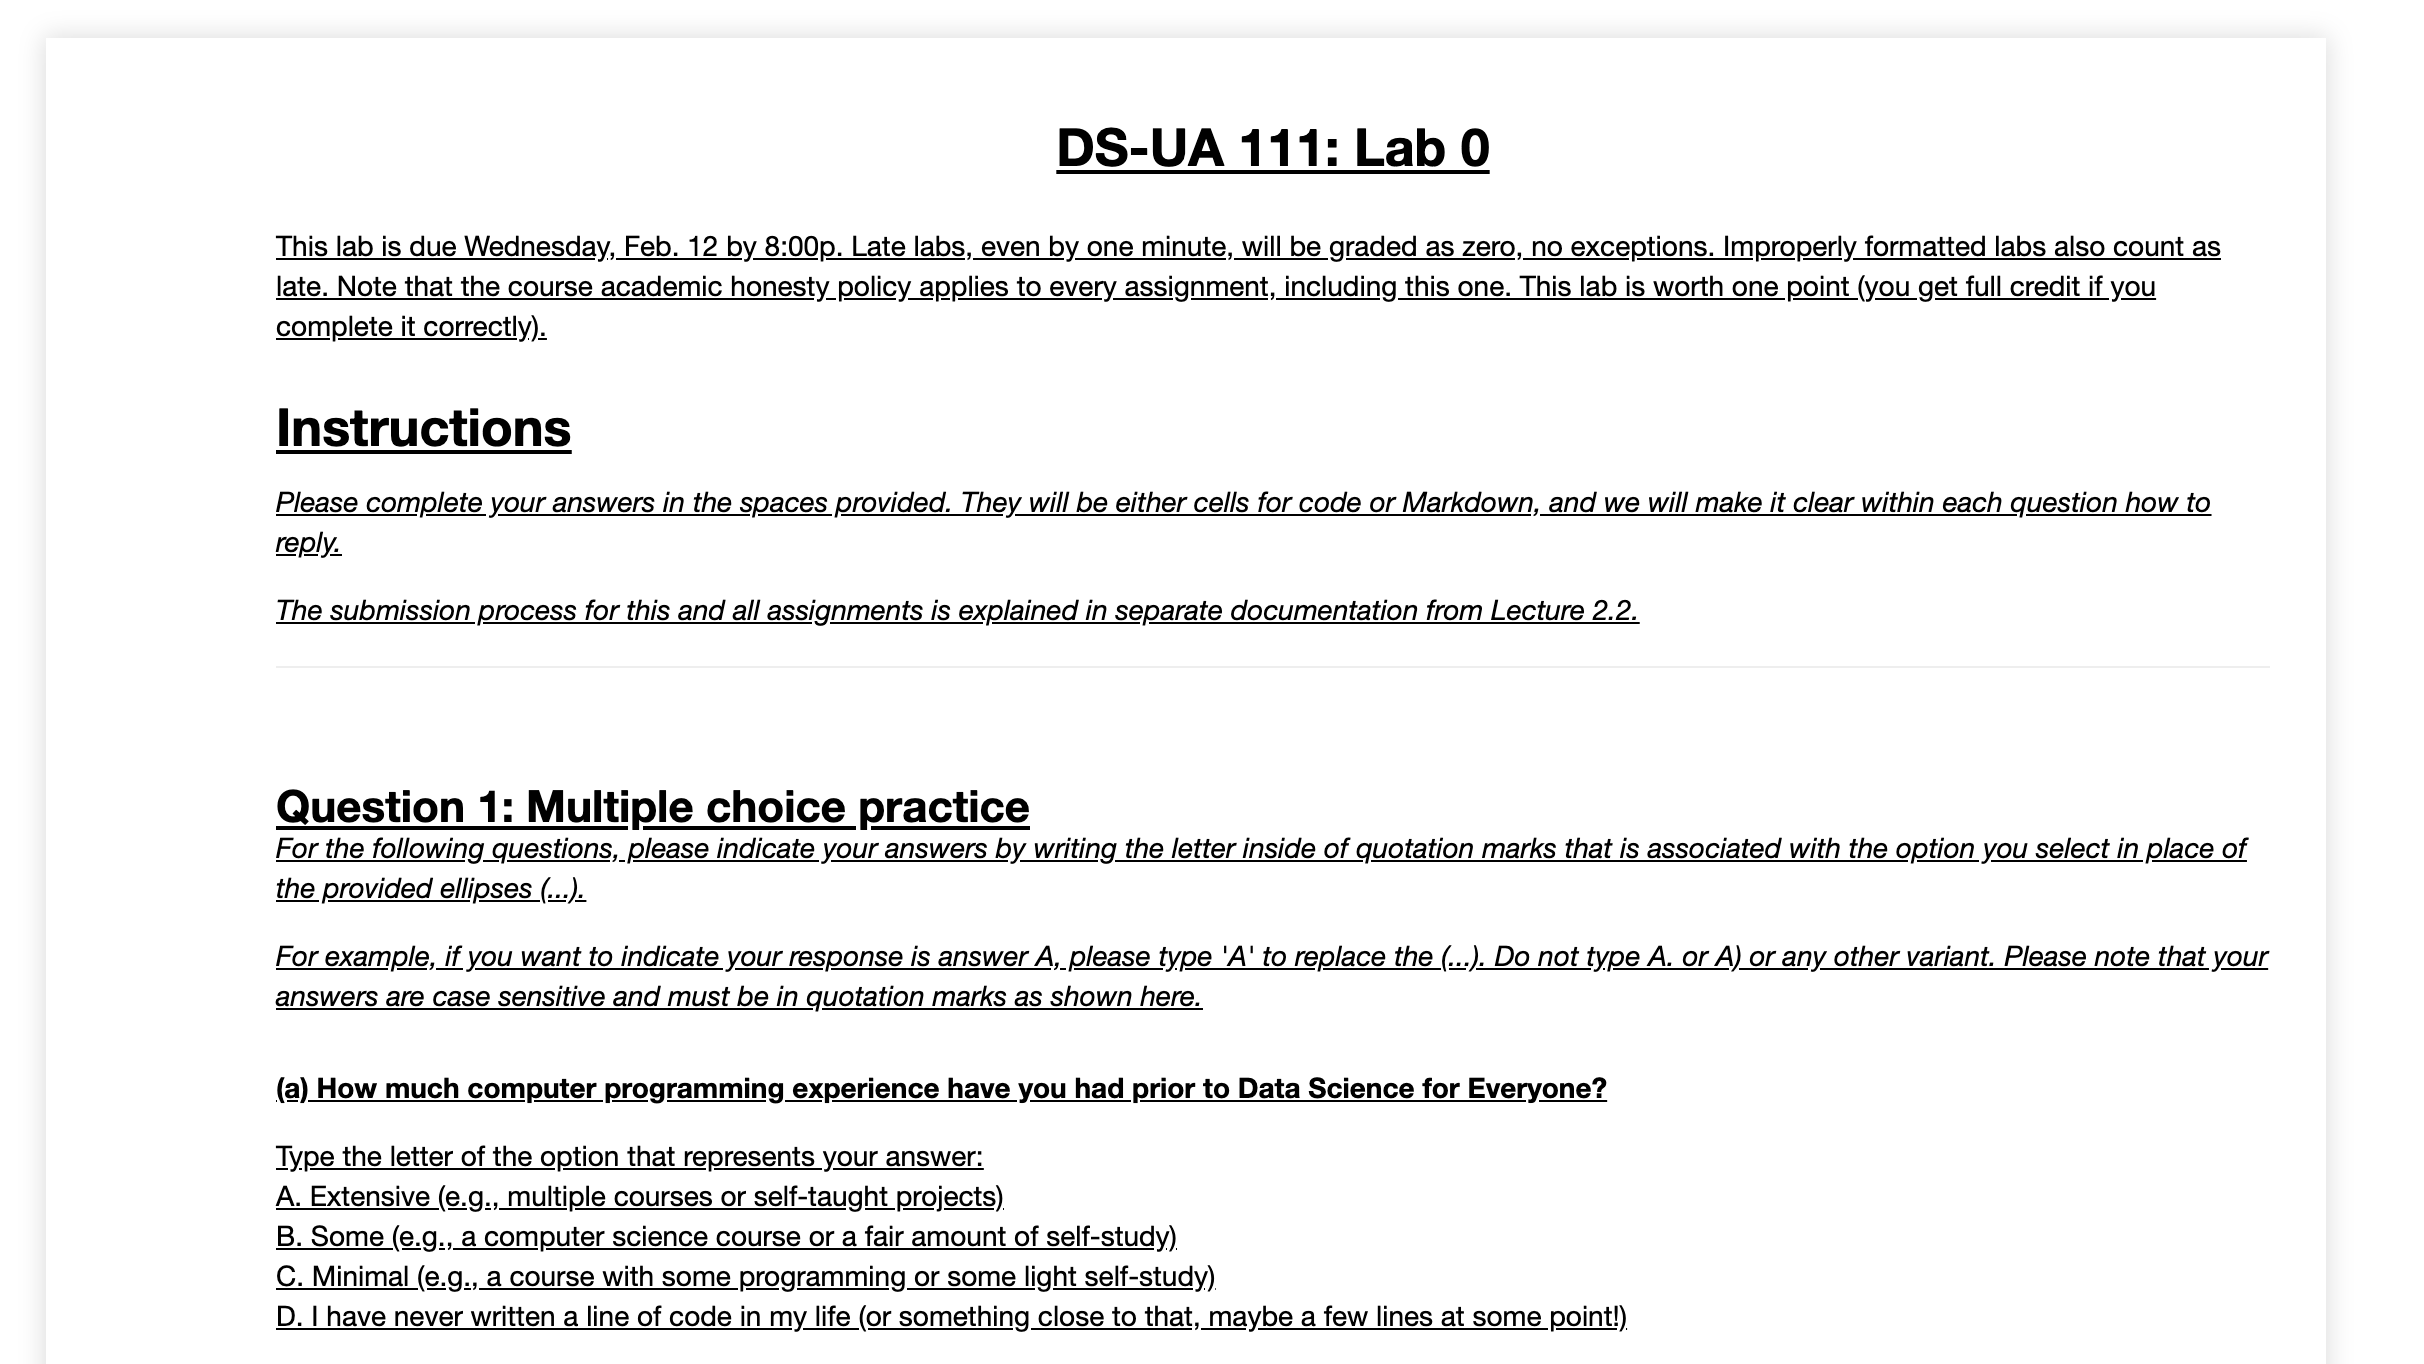 DS-UA 111: Lab 0
This lab is due Wednesday, Feb. 12 by 8:00p. Late labs, even by one minute, will be graded as zero, no exceptions. Improperly formatted labs also count as
late. Note that the course academic honesty policy applies to every assignment, including this one. This lab is worth one point (you get full credit if you
complete it correctly).
Instructions
Please complete your answers in the spaces provided. They will be either cells for code or Markdown, and we will make it clear within each question how to
reply.
The submission process for this and all assignments is explained in separate documentation from Lecture 2.2.
Question 1: Multiple choice practice
For the following questions, please indicate your answers by writing the letter inside of quotation marks that is associated with the option you select in place of
the provided ellipses (...).
For example, if you want to indicate your response is answer A, please type 'A' to replace the (...). Do not type A. or A) or any other variant. Please note that your
answers are case sensitive and must be in quotation marks as shown here.
(a) How much computer programming experience have you had prior to Data Science for Everyone?
Type the letter of the option that represents your answer:
A. Extensive (e.g., multiple courses or self-taught projects)
B. Some (e.g., a computer science course or a fair amount of self-study)
C. Minimal (e.g., a course with some programming or some light self-study)
D. I have never written a line of code in my life (or something close to that, maybe a few lines at some point!)